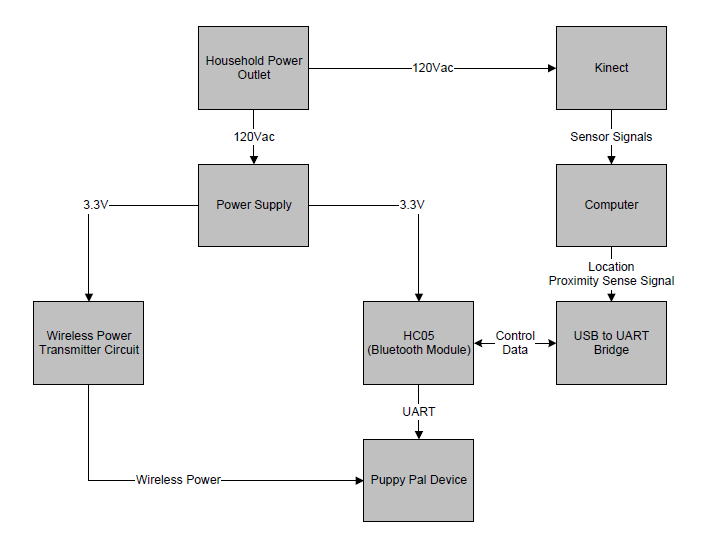 Household Power
Outlet
120Vac
Kinect
120Vac
Sensor Signals
3.3V
Power Supply
3.3V
Computer
Location
Proximity Sense Signal
Wireless Power
Transmitter Circuit
HC05
(Bluetooth Module)
Control
Data
USB to UART
Bridge
UART
Wireless Power
Puppy Pal Device